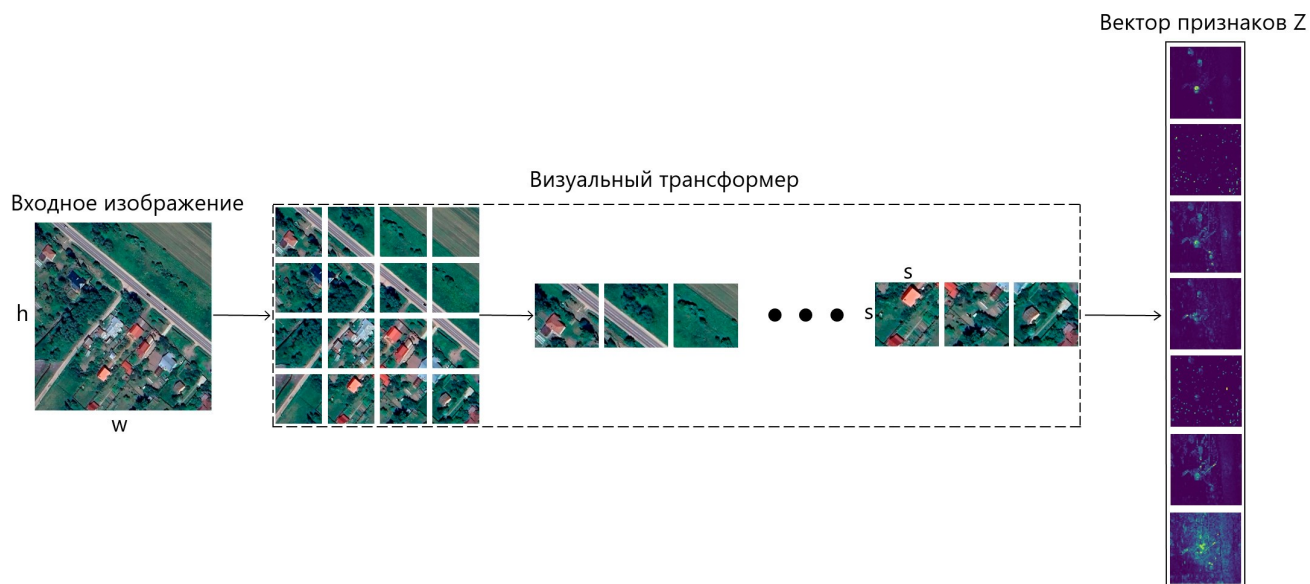 Вектор признаков Z
Визуальный трансформер
Входное изображение
h
w
s
s